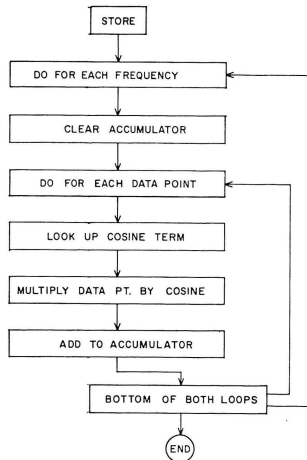 STORE
DO FOR EACH FREQUENCY
CLEAR ACCUMULATOR
DO FOR EACH DATA POINT
LOOK UP COSINE TERM
MULTIPLY DATA PT. BY COSINE
ADD TO ACCUMULATOR
BOTTOM OF BOTH LOOPS
END